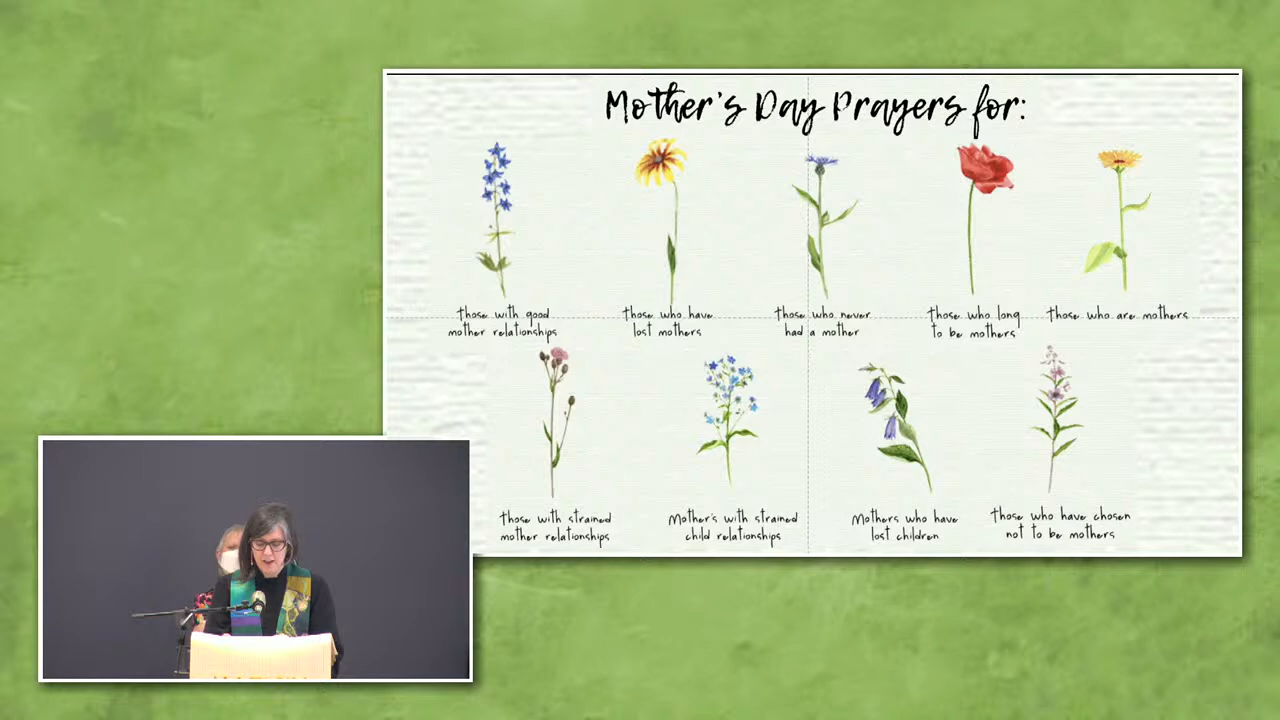 Mother's Day Prayers for:
those with good
mother relationships
those who have
lost mothers
those who never
had a mother
those who long
to be mothers
those who are mothers
those with strained
mother relationships
Mother's with strained
child relationships
Mothers who have
lost children
Those who have chosen
not to be mothers